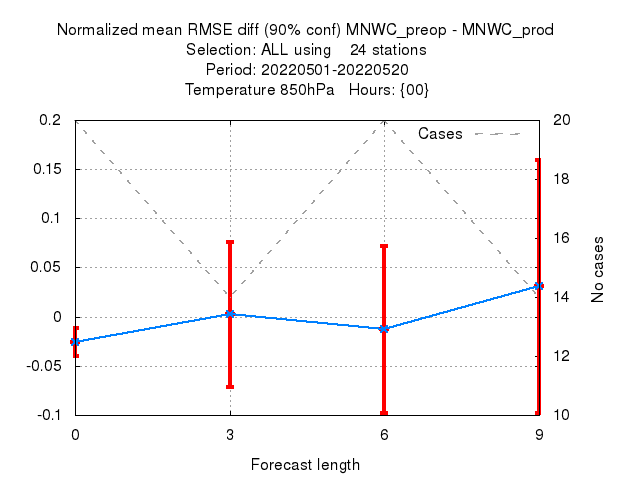 Normalized mean RMSE diff (90% conf) MNWC_preop - MNWC_prod
Selection: ALL using    24 stations
Period: 20220501-20220520
Temperature 850hPa   Hours: {00}
0.2
0.15
0.1
0.05
0
-0.05
-0.1
Cases
20
18
16
14
12
10
No cases
0 3 6 9
Forecast length